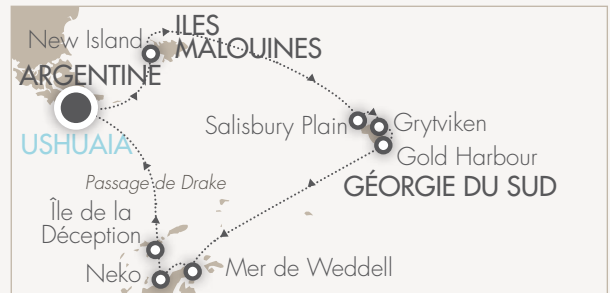 ILES
MALOUINES
New Island
ARGENTINE
USHUAIA
Salisbury Plain
Grytviken
Gold Harbour
GÉORGIE DU SUD
Passage de Drake
Île de la
Déception
Neko
Mer de Weddell